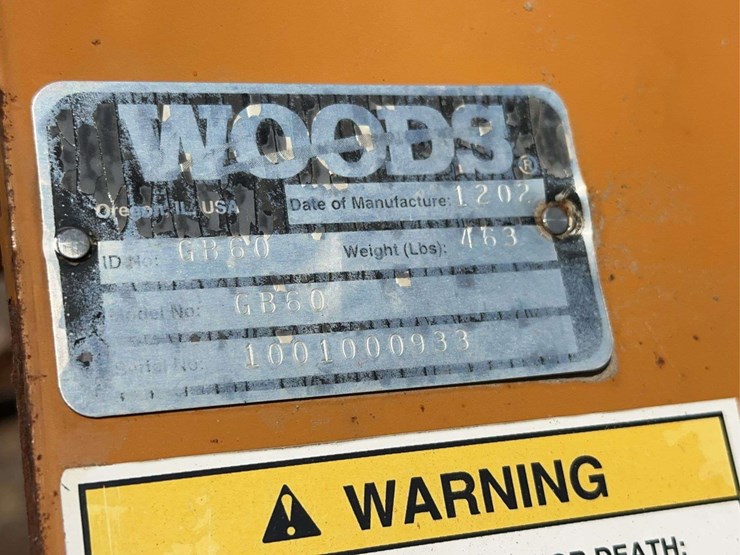 WOODS®
Oregon, IL, USA Date of Manufacture: 1202
ID No: GB60 Weight (Lbs): 463
Model No: GB60
Serial No: 1001000933
WARNING
DEATH: